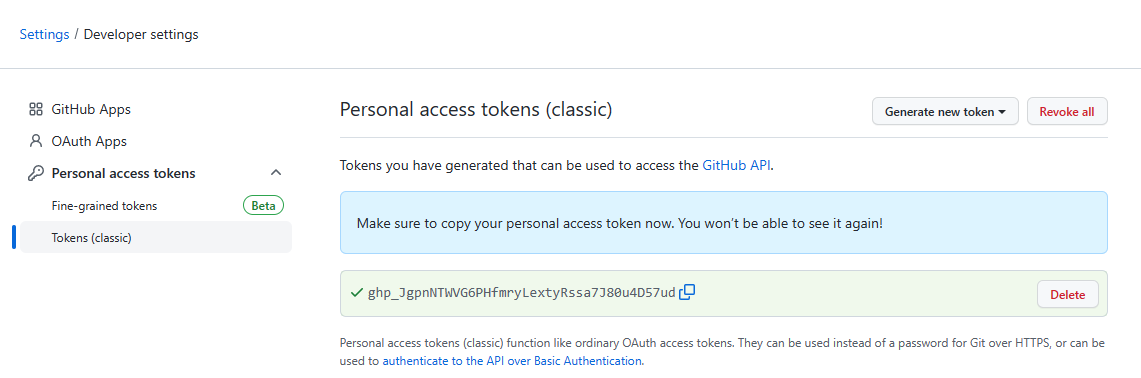 Settings / Developer settings
GitHub Apps
OAuth Apps
Personal access tokens
Fine-grained tokens Beta
Tokens (classic)
Personal access tokens (classic)
Generate new token
Revoke all
Tokens you have generated that can be used to access the GitHub API.
Make sure to copy your personal access token now. You won't be able to see it again!
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
Delete
Personal access tokens (classic) function like ordinary OAuth access tokens. They can be used instead of a password for Git over HTTPS, or can be
used to authenticate to the API over Basic Authentication.